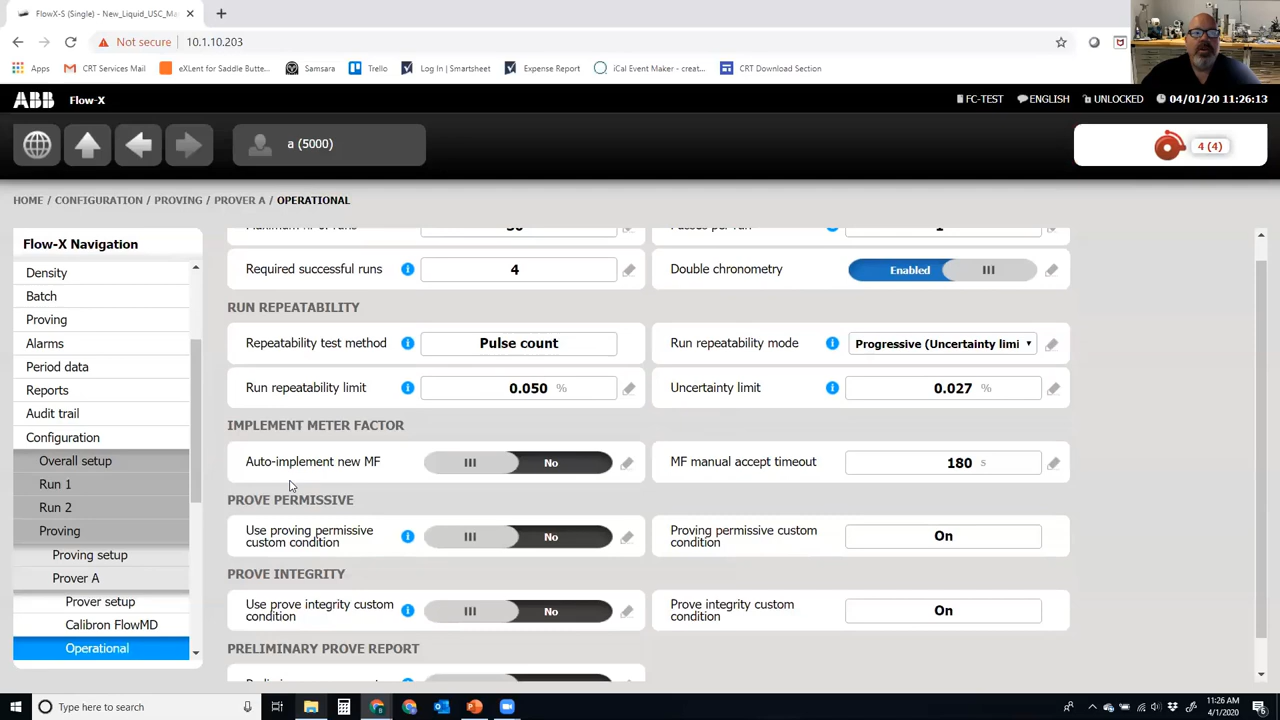 FlowX-S (Single) - New_Liquid_USC_Ma
Not secure 10.1.10.203
Apps CRT Services Mail eXLent for Saddle Butte... Samsara Trello Log In | Smartsheet Expense Report iCal Event Maker - creat... CRT Download Section
ABB Flow-X FC-TEST ENGLISH UNLOCKED 04/01/20 11:26:13
a (5000) 4 (4)
HOME / CONFIGURATION / PROVING / PROVER A / OPERATIONAL
Flow-X Navigation
Density
Batch
Proving
Alarms
Period data
Reports
Audit trail
Configuration
Overall setup
Run 1
Run 2
Proving
Proving setup
Prover A
Prover setup
Calibron FlowMD
Operational
Required successful runs 4 Double chronometry Enabled
RUN REPEATABILITY
Repeatability test method Pulse count Run repeatability mode Progressive (Uncertainty limi
Run repeatability limit 0.050 % Uncertainty limit 0.027 %
IMPLEMENT METER FACTOR
Auto-implement new MF No MF manual accept timeout 180 s
PROVE PERMISSIVE
Use proving permissive custom condition No Proving permissive custom condition On
PROVE INTEGRITY
Use prove integrity custom condition No Prove integrity custom condition On
PRELIMINARY PROVE REPORT
Type here to search 11:26 AM
4/1/2020